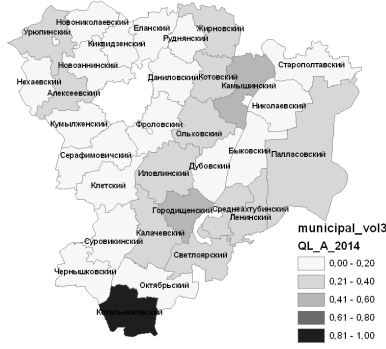 Новониколаевский
Урюпинский
Еланский
Жирновский
Руднянский
Киквидзенский
Старополтавский
Новоаннинский
Нехаевский
Даниловский
Котовский
Камышинский
Алексеевский
Николаевский
Кумылженский
Фроловский
Ольховский
Быковский
Серафимовичский
Палласовский
Дубовский
Иловлинский
Клетский
Городищенский
Среднеахтубинский
Ленинский
Калачевский
Суровикинский
Светлоярский
Чернышковский
Октябрьский
Котельниковский
municipal_vol3
QL_A_2014
0,00 - 0,20
0,21 - 0,40
0,41 - 0,60
0,61 - 0,80
0,81 - 1,00